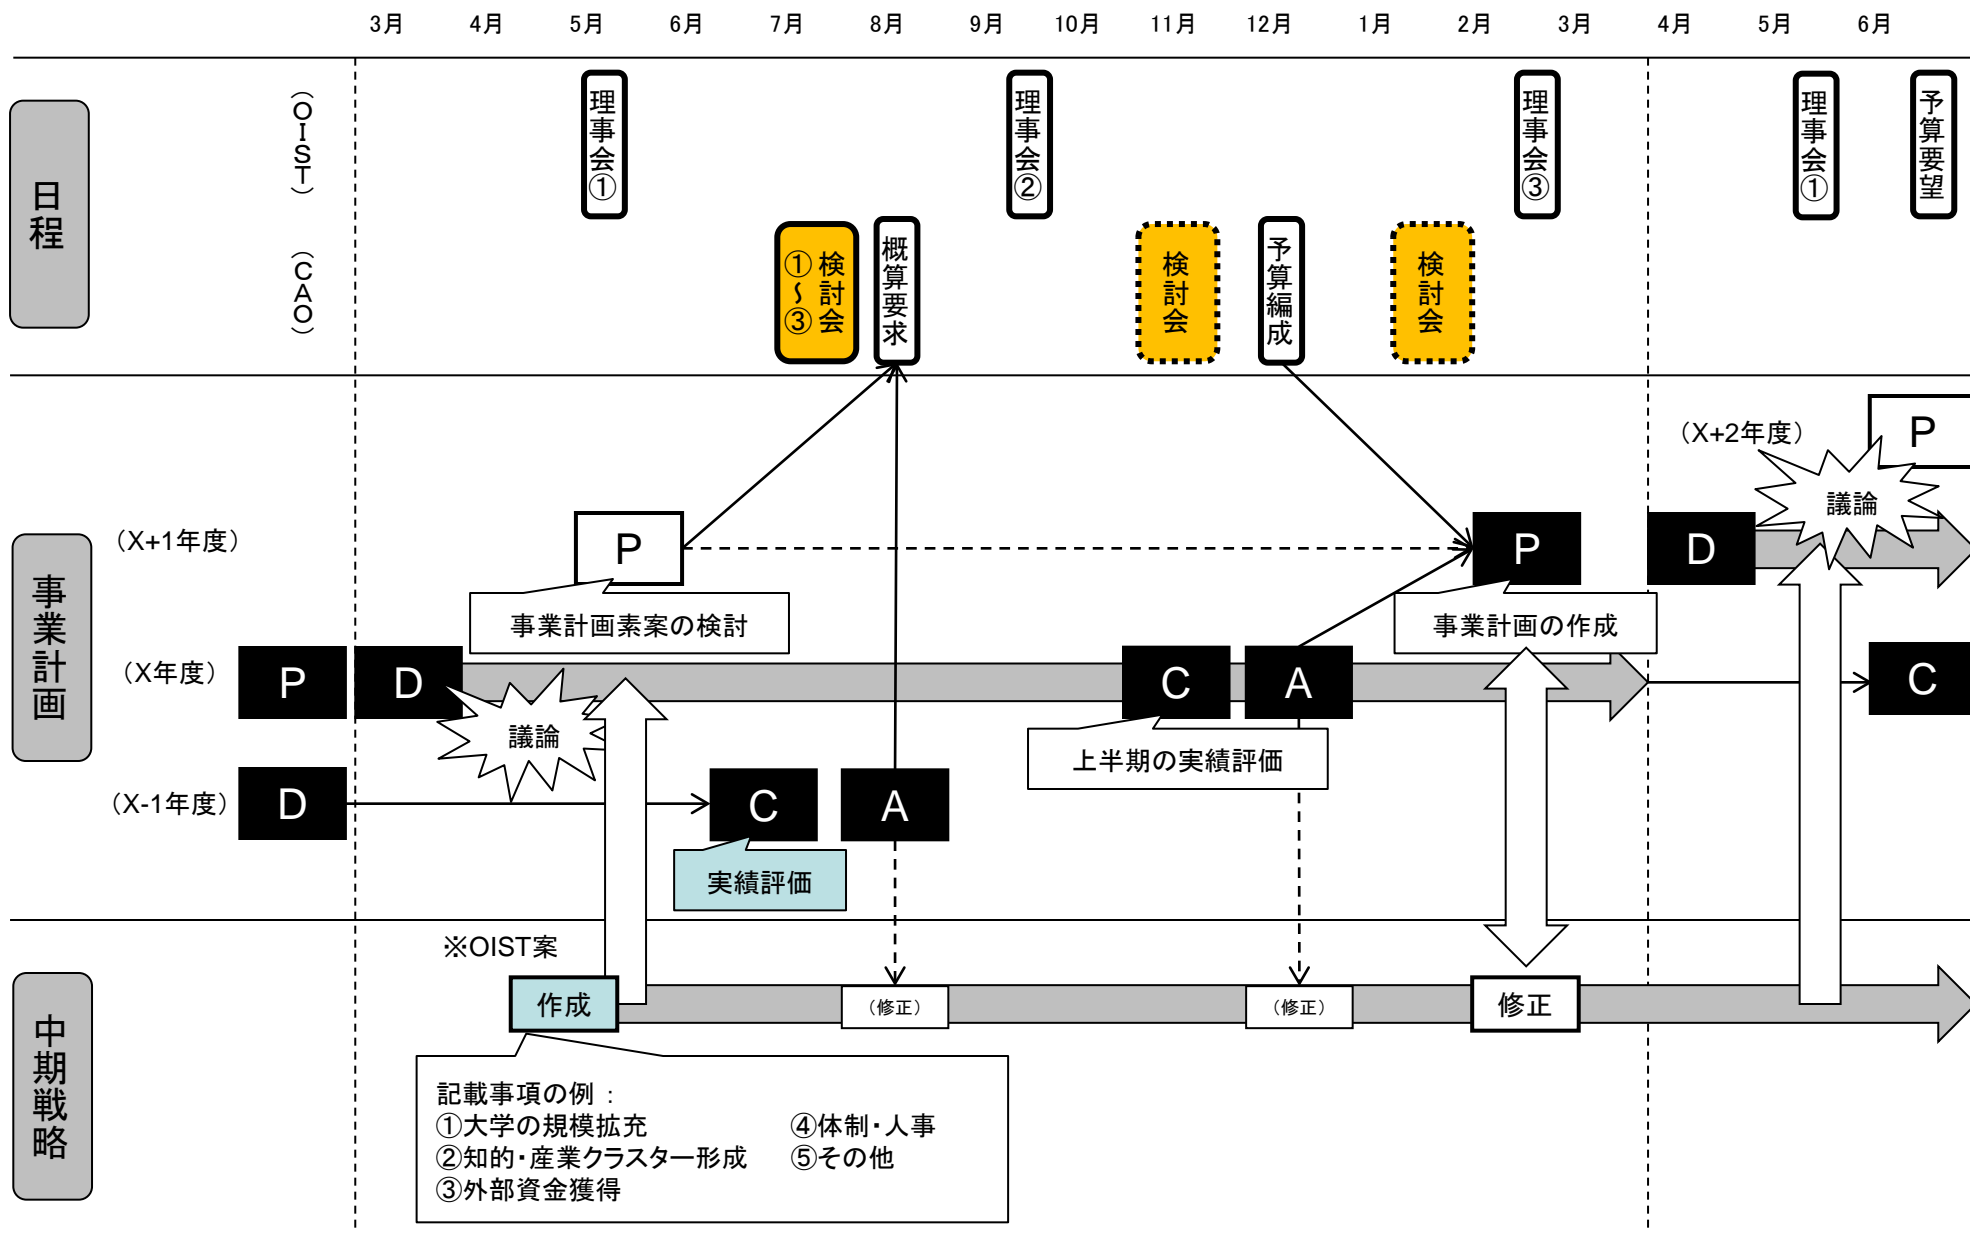 3月 4月 5月 6月 7月 8月 9月 10月 11月 12月 1月 2月 3月 4月 5月 6月
日程
（OIST）
理事会①
理事会②
理事会③
理事会①
予算要望
（CAO）
検討会①～③
概算要求
検討会
予算編成
検討会
事業計画
（X+2年度）
P
議論
（X+1年度）
P
P
D
事業計画素案の検討
事業計画の作成
（X年度）
P
D
C
A
C
議論
上半期の実績評価
（X-1年度）
D
C
A
実績評価
中期戦略
※OIST案
作成
（修正）
（修正）
修正
記載事項の例：
①大学の規模拡充 ④体制・人事
②知的・産業クラスター形成 ⑤その他
③外部資金獲得